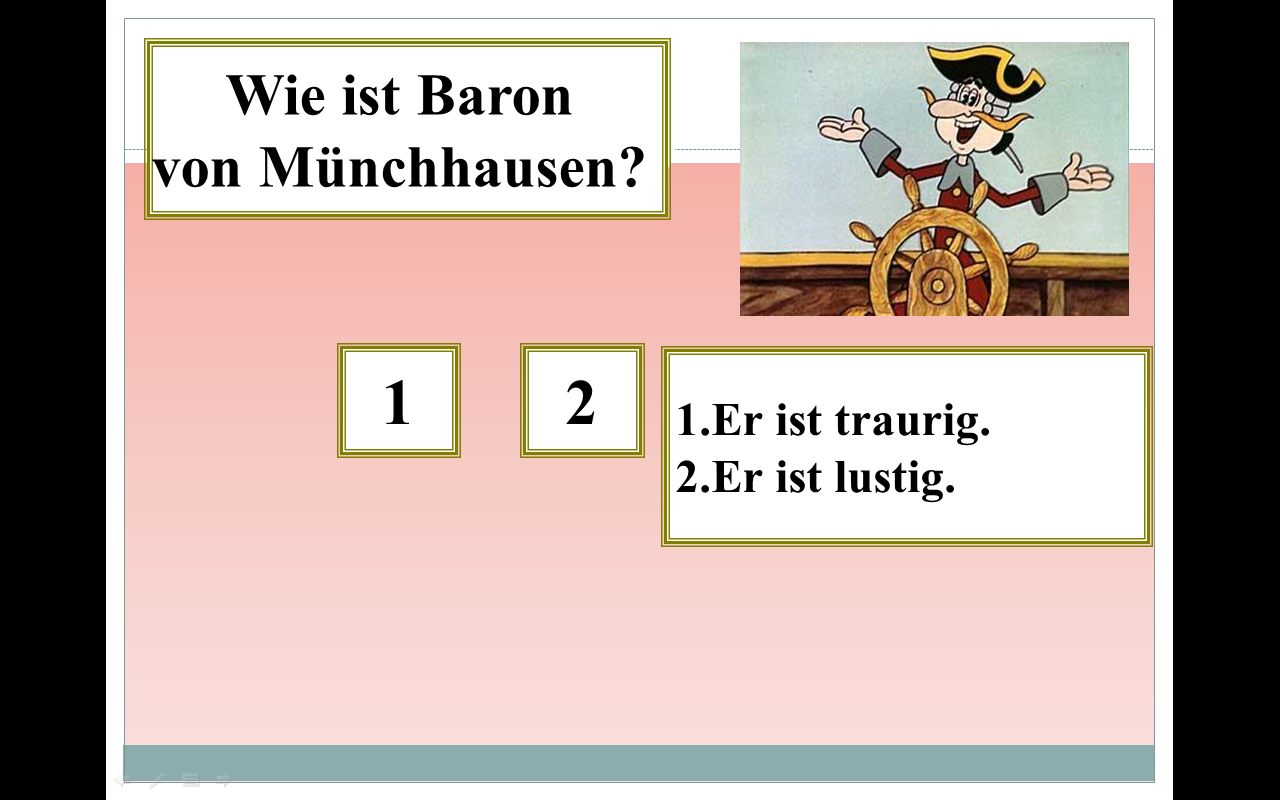 Wie ist Baron
von Münchhausen?
1
2
1.Er ist traurig.
2.Er ist lustig.